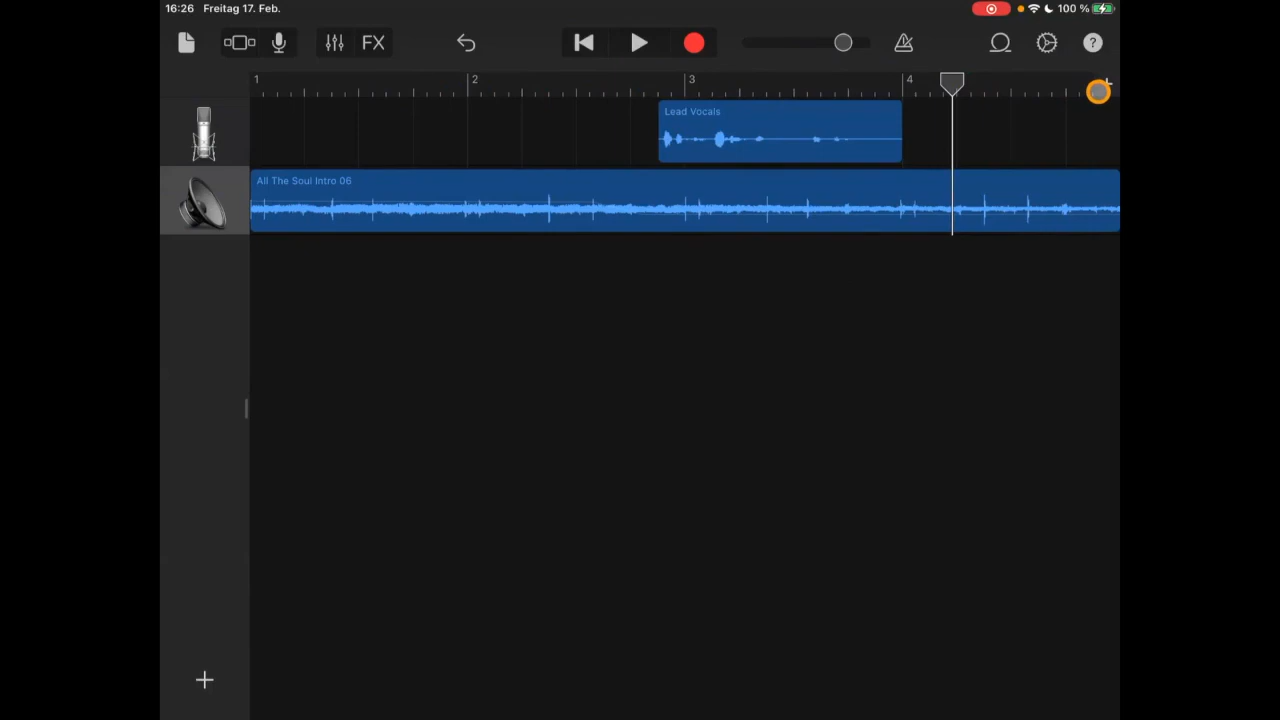 16:26 Freitag 17. Feb. 100 %
FX ?
1 2 3 4
Lead Vocals
All The Soul Intro 06